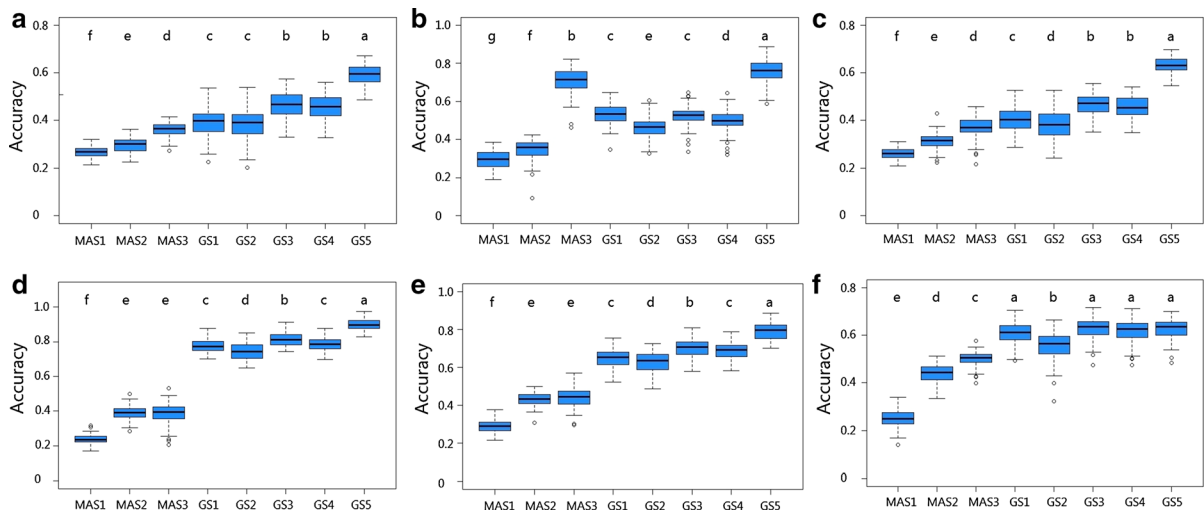 a
0.8
f e d c c b b a
0.6
Accuracy
0.4
0.2
0
MAS1 MAS2 MAS3 GS1 GS2 GS3 GS4 GS5
b
1.0
g f b c e c d a
0.8
Accuracy
0.6
0.4
0.2
0
MAS1 MAS2 MAS3 GS1 GS2 GS3 GS4 GS5
c
0.8
f e d c d b b a
0.6
Accuracy
0.4
0.2
0
MAS1 MAS2 MAS3 GS1 GS2 GS3 GS4 GS5
d
1.0
f e e c d b c a
0.8
Accuracy
0.6
0.4
0.2
0
MAS1 MAS2 MAS3 GS1 GS2 GS3 GS4 GS5
e
1.0
f e e c d b c a
0.8
Accuracy
0.6
0.4
0.2
0
MAS1 MAS2 MAS3 GS1 GS2 GS3 GS4 GS5
f
0.8
e d c a b a a a
0.6
Accuracy
0.4
0.2
0
MAS1 MAS2 MAS3 GS1 GS2 GS3 GS4 GS5